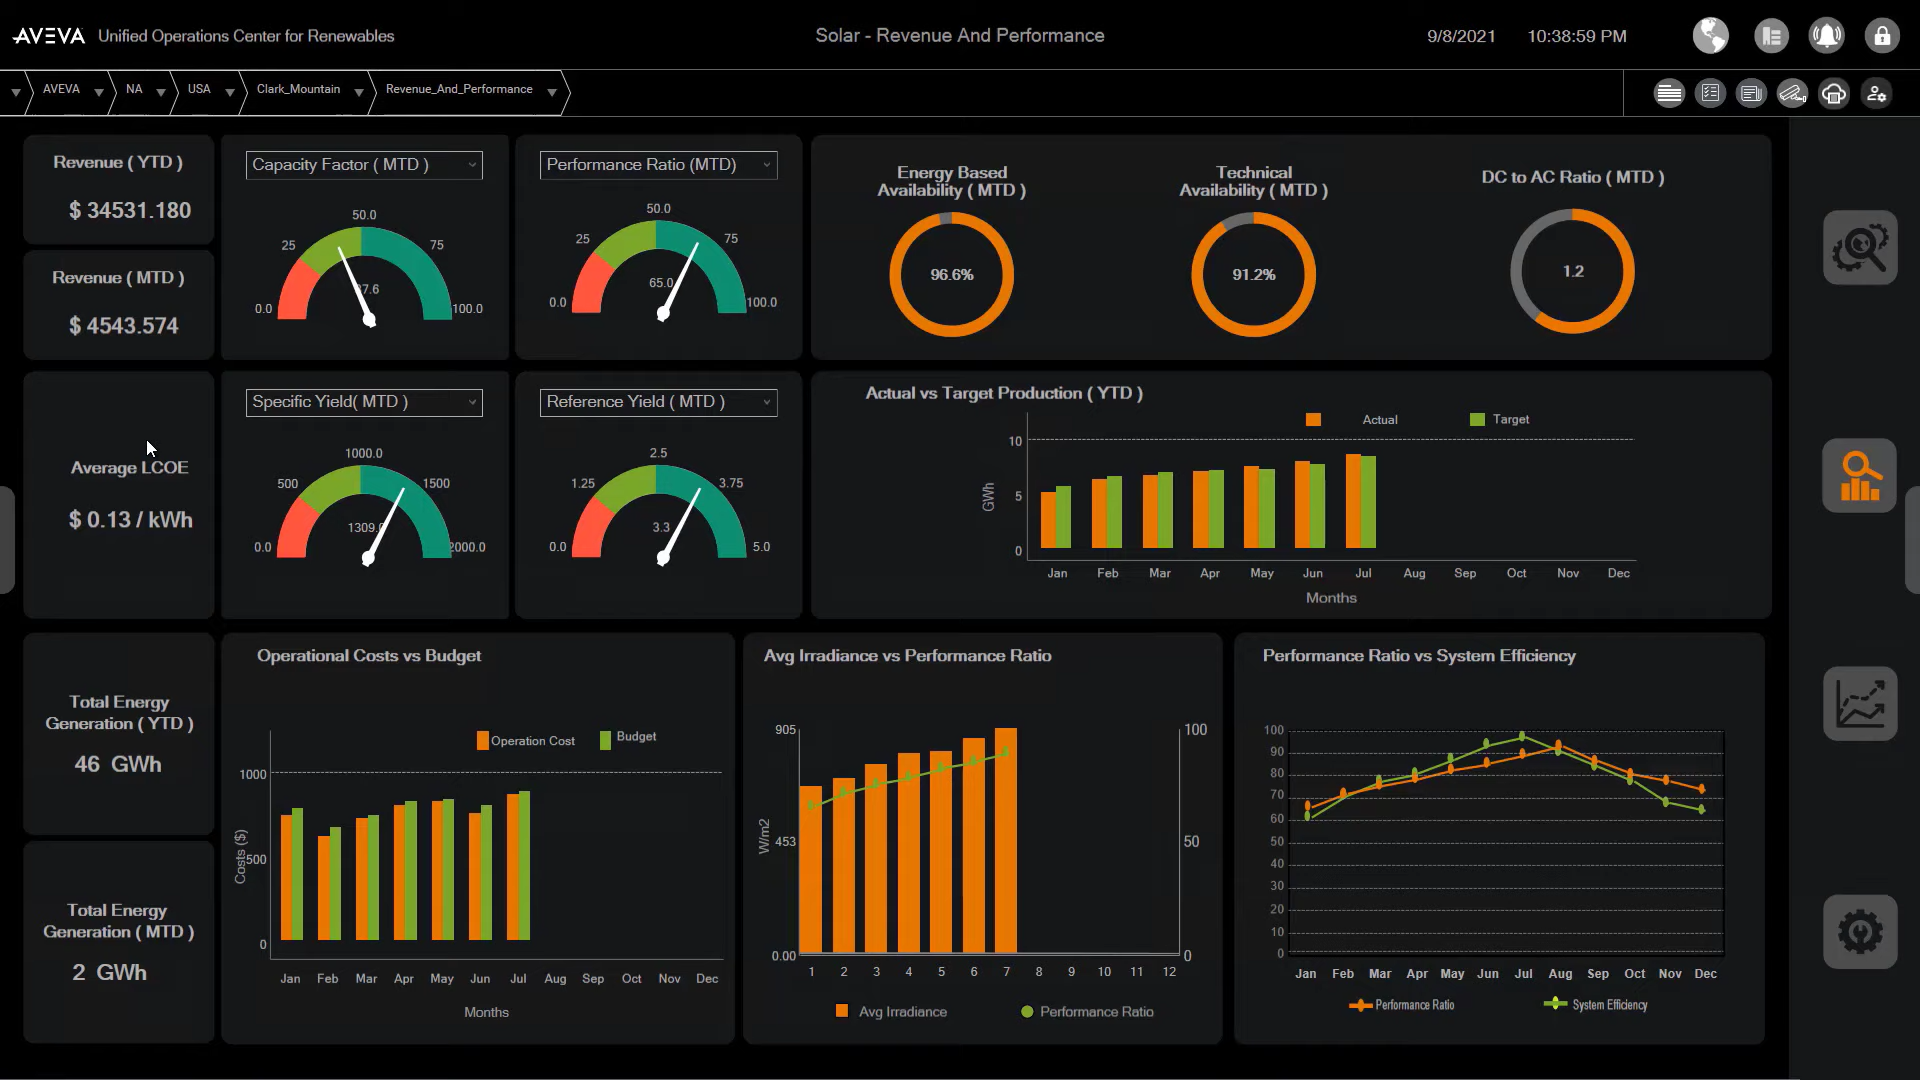 AVEVA Unified Operations Center for Renewables
Solar - Revenue And Performance
9/8/2021 10:38:59 PM
AVEVA NA USA Clark_Mountain Revenue_And_Performance
Revenue ( YTD )
$ 34531.180
Revenue ( MTD )
$ 4543.574
Capacity Factor ( MTD )
50.0
25 75
0.0 100.0
Performance Ratio (MTD)
50.0
25 75
65.0
0.0 100.0
Energy Based
Availability ( MTD )
96.6%
Technical
Availability ( MTD )
91.2%
DC to AC Ratio ( MTD )
1.2
Average LCOE
$ 0.13 / kWh
Specific Yield( MTD )
1000.0
500 1500
0.0 2000.0
Reference Yield ( MTD )
2.5
1.25 3.75
3.3
0.0 5.0
Actual vs Target Production ( YTD )
Actual Target
10
5
0
GWh
Jan Feb Mar Apr May Jun Jul Aug Sep Oct Nov Dec
Months
Total Energy
Generation ( YTD )
46 GWh
Total Energy
Generation ( MTD )
2 GWh
Operational Costs vs Budget
Operation Cost Budget
1000
500
0
Costs ($)
Jan Feb Mar Apr May Jun Jul Aug Sep Oct Nov Dec
Months
Avg Irradiance vs Performance Ratio
905 100
453 50
0.00 0
W/m2
1 2 3 4 5 6 7 8 9 10 11 12
Avg Irradiance Performance Ratio
Performance Ratio vs System Efficiency
100
90
80
70
60
50
40
30
20
10
0
Jan Feb Mar Apr May Jun Jul Aug Sep Oct Nov Dec
Performance Ratio System Efficiency